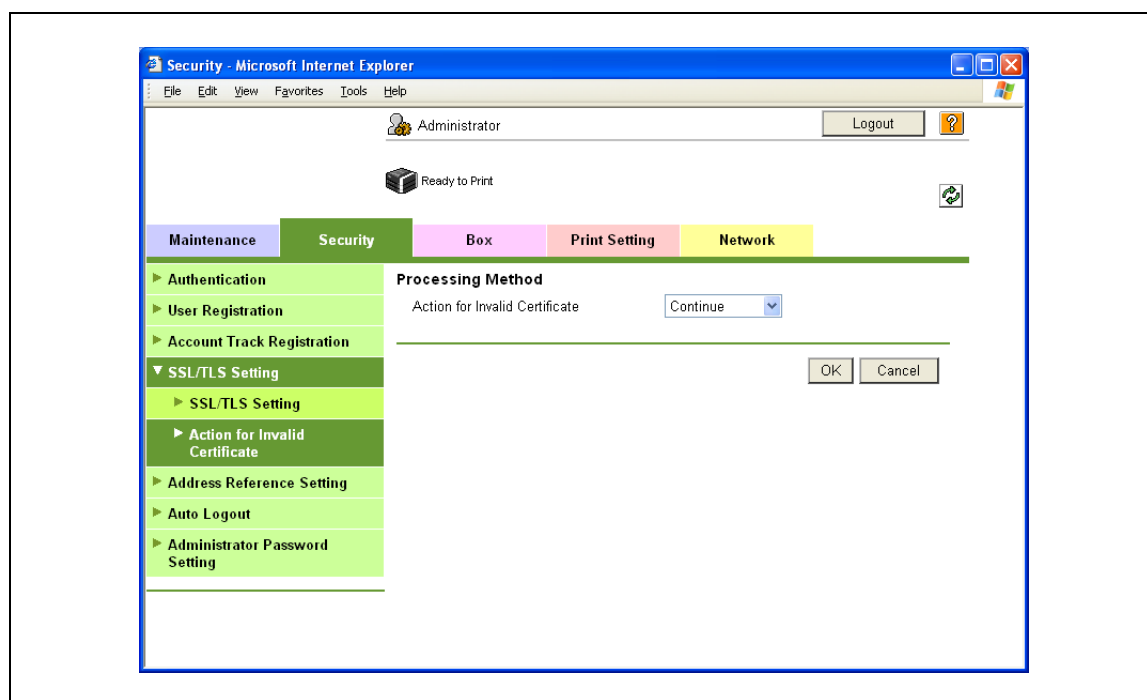 Security - Microsoft Internet Explorer
File Edit View Favorites Tools Help
Administrator
Logout
?
Ready to Print
Maintenance Security Box Print Setting Network
Authentication
User Registration
Account Track Registration
SSL/TLS Setting
SSL/TLS Setting
Action for Invalid
Certificate
Address Reference Setting
Auto Logout
Administrator Password
Setting
Processing Method
Action for Invalid Certificate Continue
OK Cancel